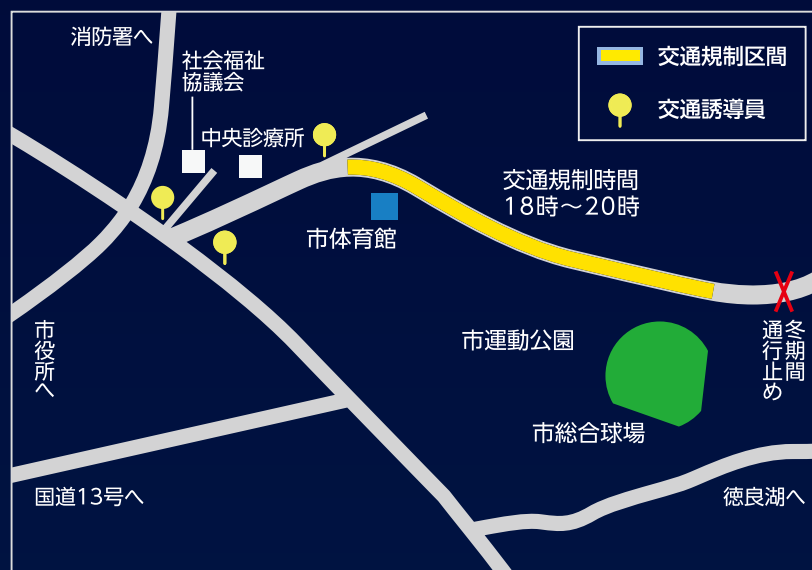 消防署へ
社会福祉
協議会
中央診療所
交通規制区間
交通誘導員
交通規制時間
18時～20時
市体育館
市運動公園
市総合球場
冬期間
通行止め
市役所へ
国道13号へ
徳良湖へ